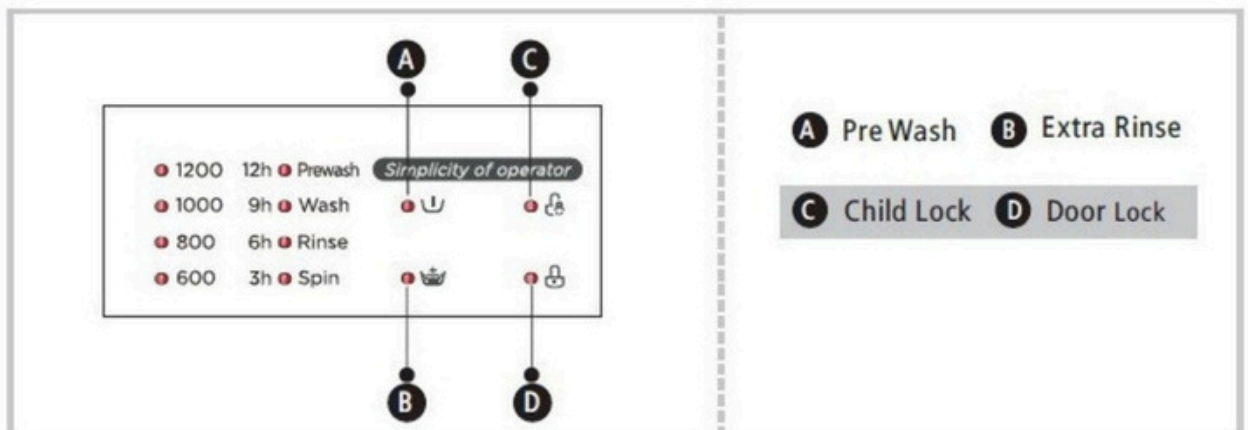 A C
1200 12h Prewash Simplicity of operator
1000 9h Wash
800 6h Rinse
600 3h Spin
B D
A Pre Wash B Extra Rinse
C Child Lock D Door Lock